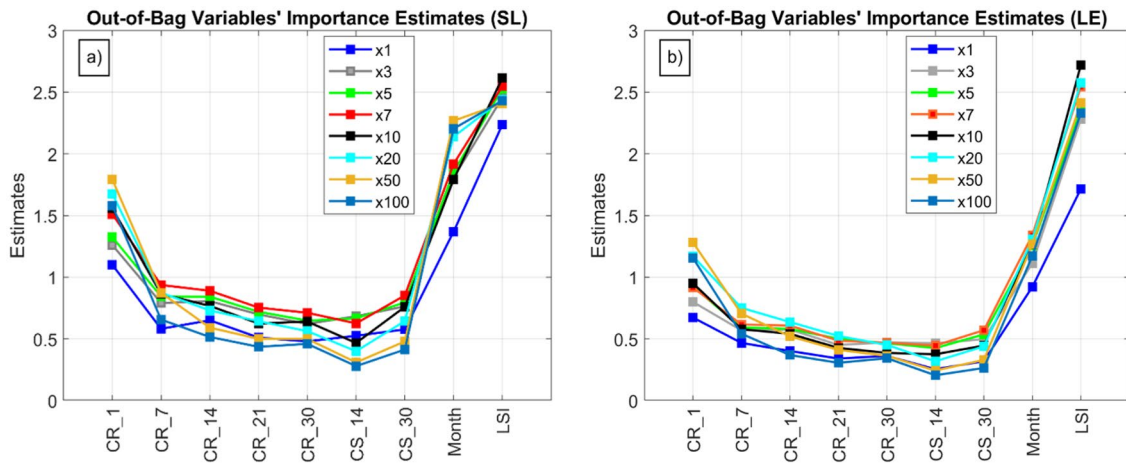 Out-of-Bag Variables' Importance Estimates (SL)
a)
x1
x3
x5
x7
x10
x20
x50
x100
Estimates
3
2.5
2
1.5
1
0.5
0
CR_1
CR_7
CR_14
CR_21
CR_30
CS_14
CS_30
Month
LSI
Out-of-Bag Variables' Importance Estimates (LE)
b)
x1
x3
x5
x7
x10
x20
x50
x100
Estimates
3
2.5
2
1.5
1
0.5
0
CR_1
CR_7
CR_14
CR_21
CR_30
CS_14
CS_30
Month
LSI